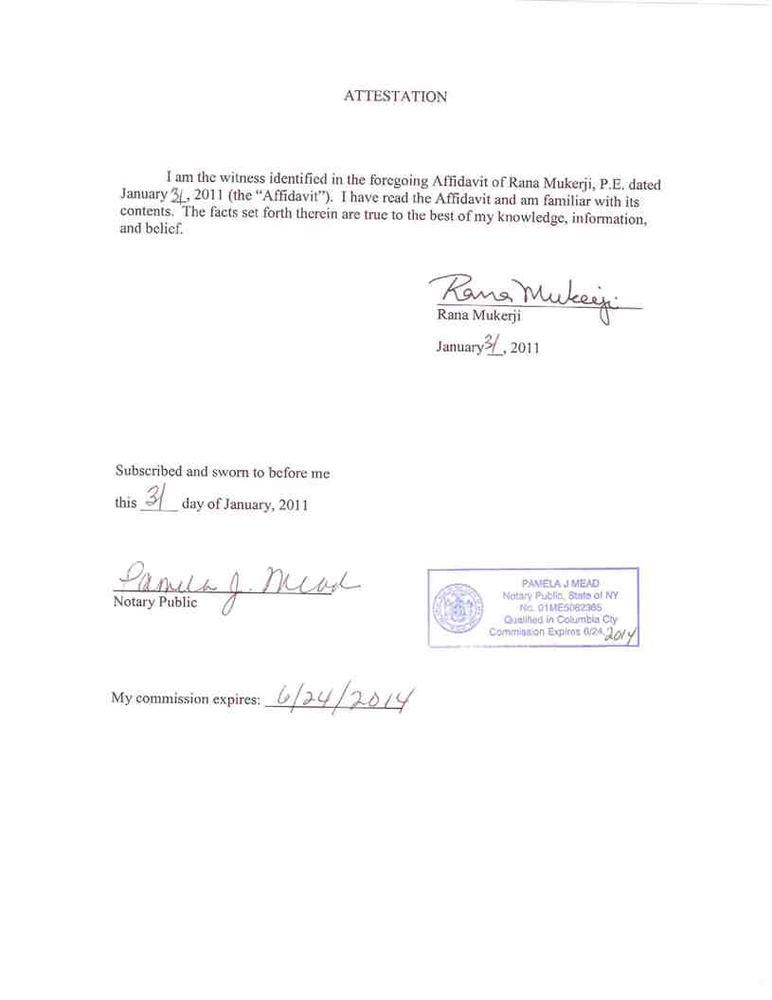 ATTESTATION
I am the witness identified in the foregoing Affidavit of Rana Mukerji, P.E. dated
January 31, 2011 (the “Affidavit”). I have read the Affidavit and am familiar with its
contents. The facts set forth therein are true to the best of my knowledge, information,
and belief.
Rana Mukerji
Rana Mukerji
January 31, 2011
Subscribed and sworn to before me
this 31 day of January, 2011
Pamela J. Mead
Notary Public
PAMELA J MEAD
Notary Public, State of NY
No. 01ME5062365
Qualified in Columbia Cty
Commission Expires 6/24, 2014
My commission expires: 6/24/2014